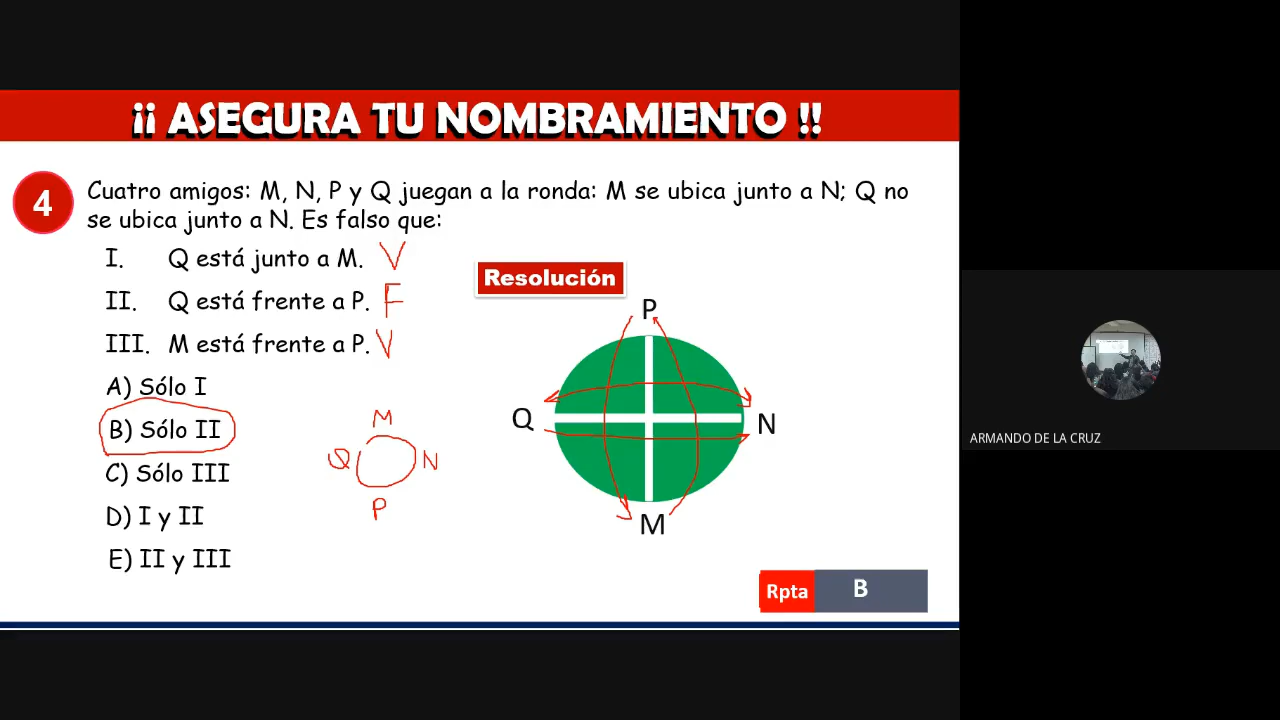 ¡¡ ASEGURA TU NOMBRAMIENTO !!
4
Cuatro amigos: M, N, P y Q juegan a la ronda: M se ubica junto a N; Q no
se ubica junto a N. Es falso que:
I. Q está junto a M. V
II. Q está frente a P. F
III. M está frente a P. V
A) Sólo I
B) Sólo II
C) Sólo III
D) I y II
E) II y III
M
Q N
P
Resolución
P
Q N
M
Rpta B
ARMANDO DE LA CRUZ